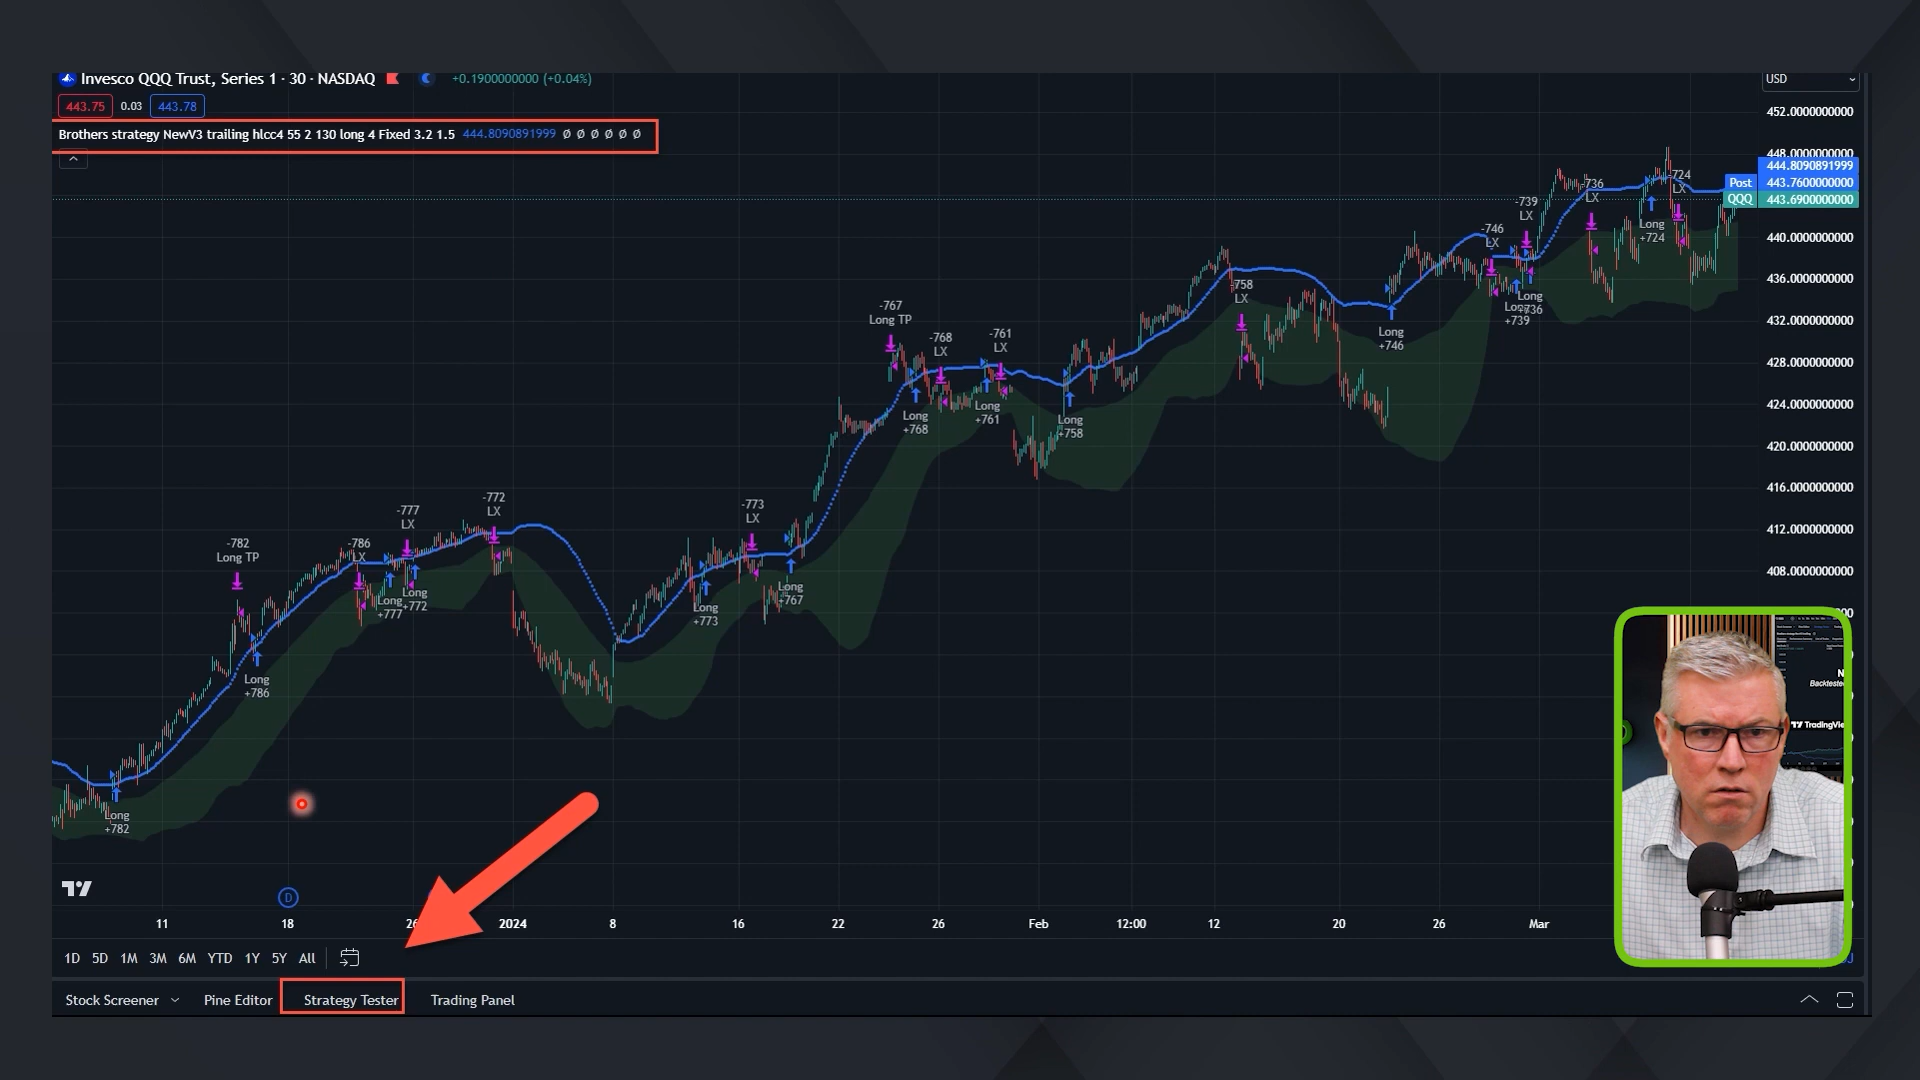 Invesco QQQ Trust, Series 1 · 30 · NASDAQ
+0.1900000000 (+0.04%)
USD
443.75 0.03 443.78
Brothers strategy NewV3 trailing hlcc4 55 2 130 long 4 Fixed 3.2 1.5 444.8090891999 Ø Ø Ø Ø Ø Ø
452.0000000000
448.0000000000
444.8090891999
Post 443.7600000000
QQQ 443.6900000000
440.0000000000
436.0000000000
432.0000000000
428.0000000000
424.0000000000
420.0000000000
416.0000000000
412.0000000000
408.0000000000
Long
+782
-782
Long TP
Long
+786
-786
LX
Long
+777
-777
LX
Long
+772
-772
LX
Long
+773
-773
LX
Long
+767
-767
Long TP
Long
+768
-768
LX
Long
+761
-761
LX
Long
+758
-758
LX
Long
+746
-746
LX
Long
+739
-739
LX
Long
-736
LX
Long
+724
-724
LX
TradingView
D
11 18 26 2024 8 16 22 26 Feb 12:00 12 20 26 Mar
1D 5D 1M 3M 6M YTD 1Y 5Y All
Stock Screener Pine Editor Strategy Tester Trading Panel